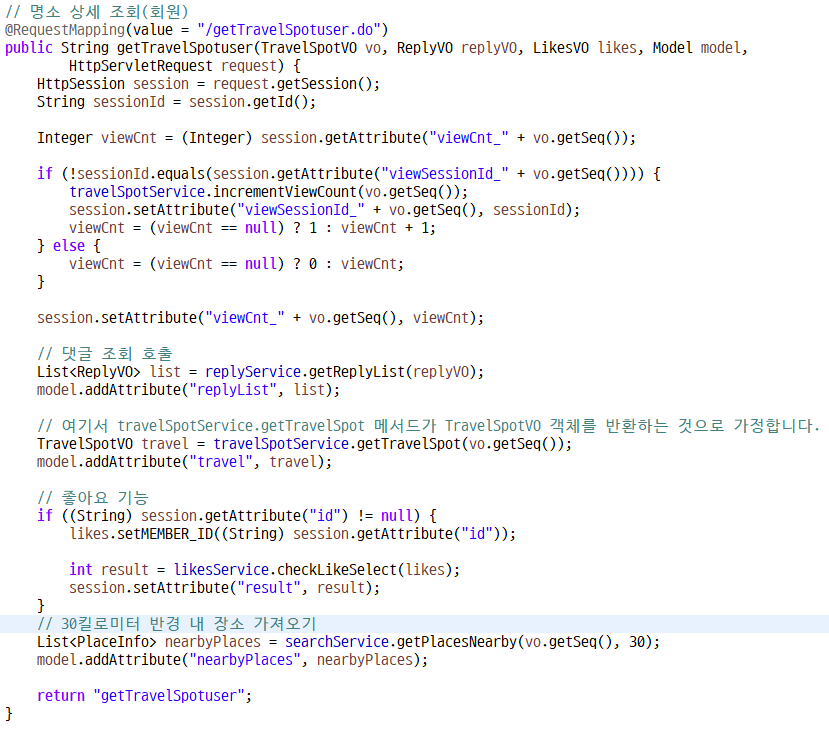 // 명소 상세 조회(회원)
@RequestMapping(value = "/getTravelSpotuser.do")
public String getTravelSpotuser(TravelSpotVO vo, ReplyVO replyVO, LikesVO likes, Model model,
        HttpServletRequest request) {
    HttpSession session = request.getSession();
    String sessionId = session.getId();

    Integer viewCnt = (Integer) session.getAttribute("viewCnt_" + vo.getSeq());

    if (!sessionId.equals(session.getAttribute("viewSessionId_" + vo.getSeq()))) {
        travelSpotService.incrementViewCount(vo.getSeq());
        session.setAttribute("viewSessionId_" + vo.getSeq(), sessionId);
        viewCnt = (viewCnt == null) ? 1 : viewCnt + 1;
    } else {
        viewCnt = (viewCnt == null) ? 0 : viewCnt;
    }

    session.setAttribute("viewCnt_" + vo.getSeq(), viewCnt);

    // 댓글 조회 호출
    List<ReplyVO> list = replyService.getReplyList(replyVO);
    model.addAttribute("replyList", list);

    // 여기서 travelSpotService.getTravelSpot 메서드가 TravelSpotVO 객체를 반환하는 것으로 가정합니다.
    TravelSpotVO travel = travelSpotService.getTravelSpot(vo.getSeq());
    model.addAttribute("travel", travel);

    // 좋아요 기능
    if ((String) session.getAttribute("id") != null) {
        likes.setMEMBER_ID((String) session.getAttribute("id"));

        int result = likesService.checkLikeSelect(likes);
        session.setAttribute("result", result);
    }
    // 30킬로미터 반경 내 장소 가져오기
    List<PlaceInfo> nearbyPlaces = searchService.getPlacesNearby(vo.getSeq(), 30);
    model.addAttribute("nearbyPlaces", nearbyPlaces);

    return "getTravelSpotuser";
}